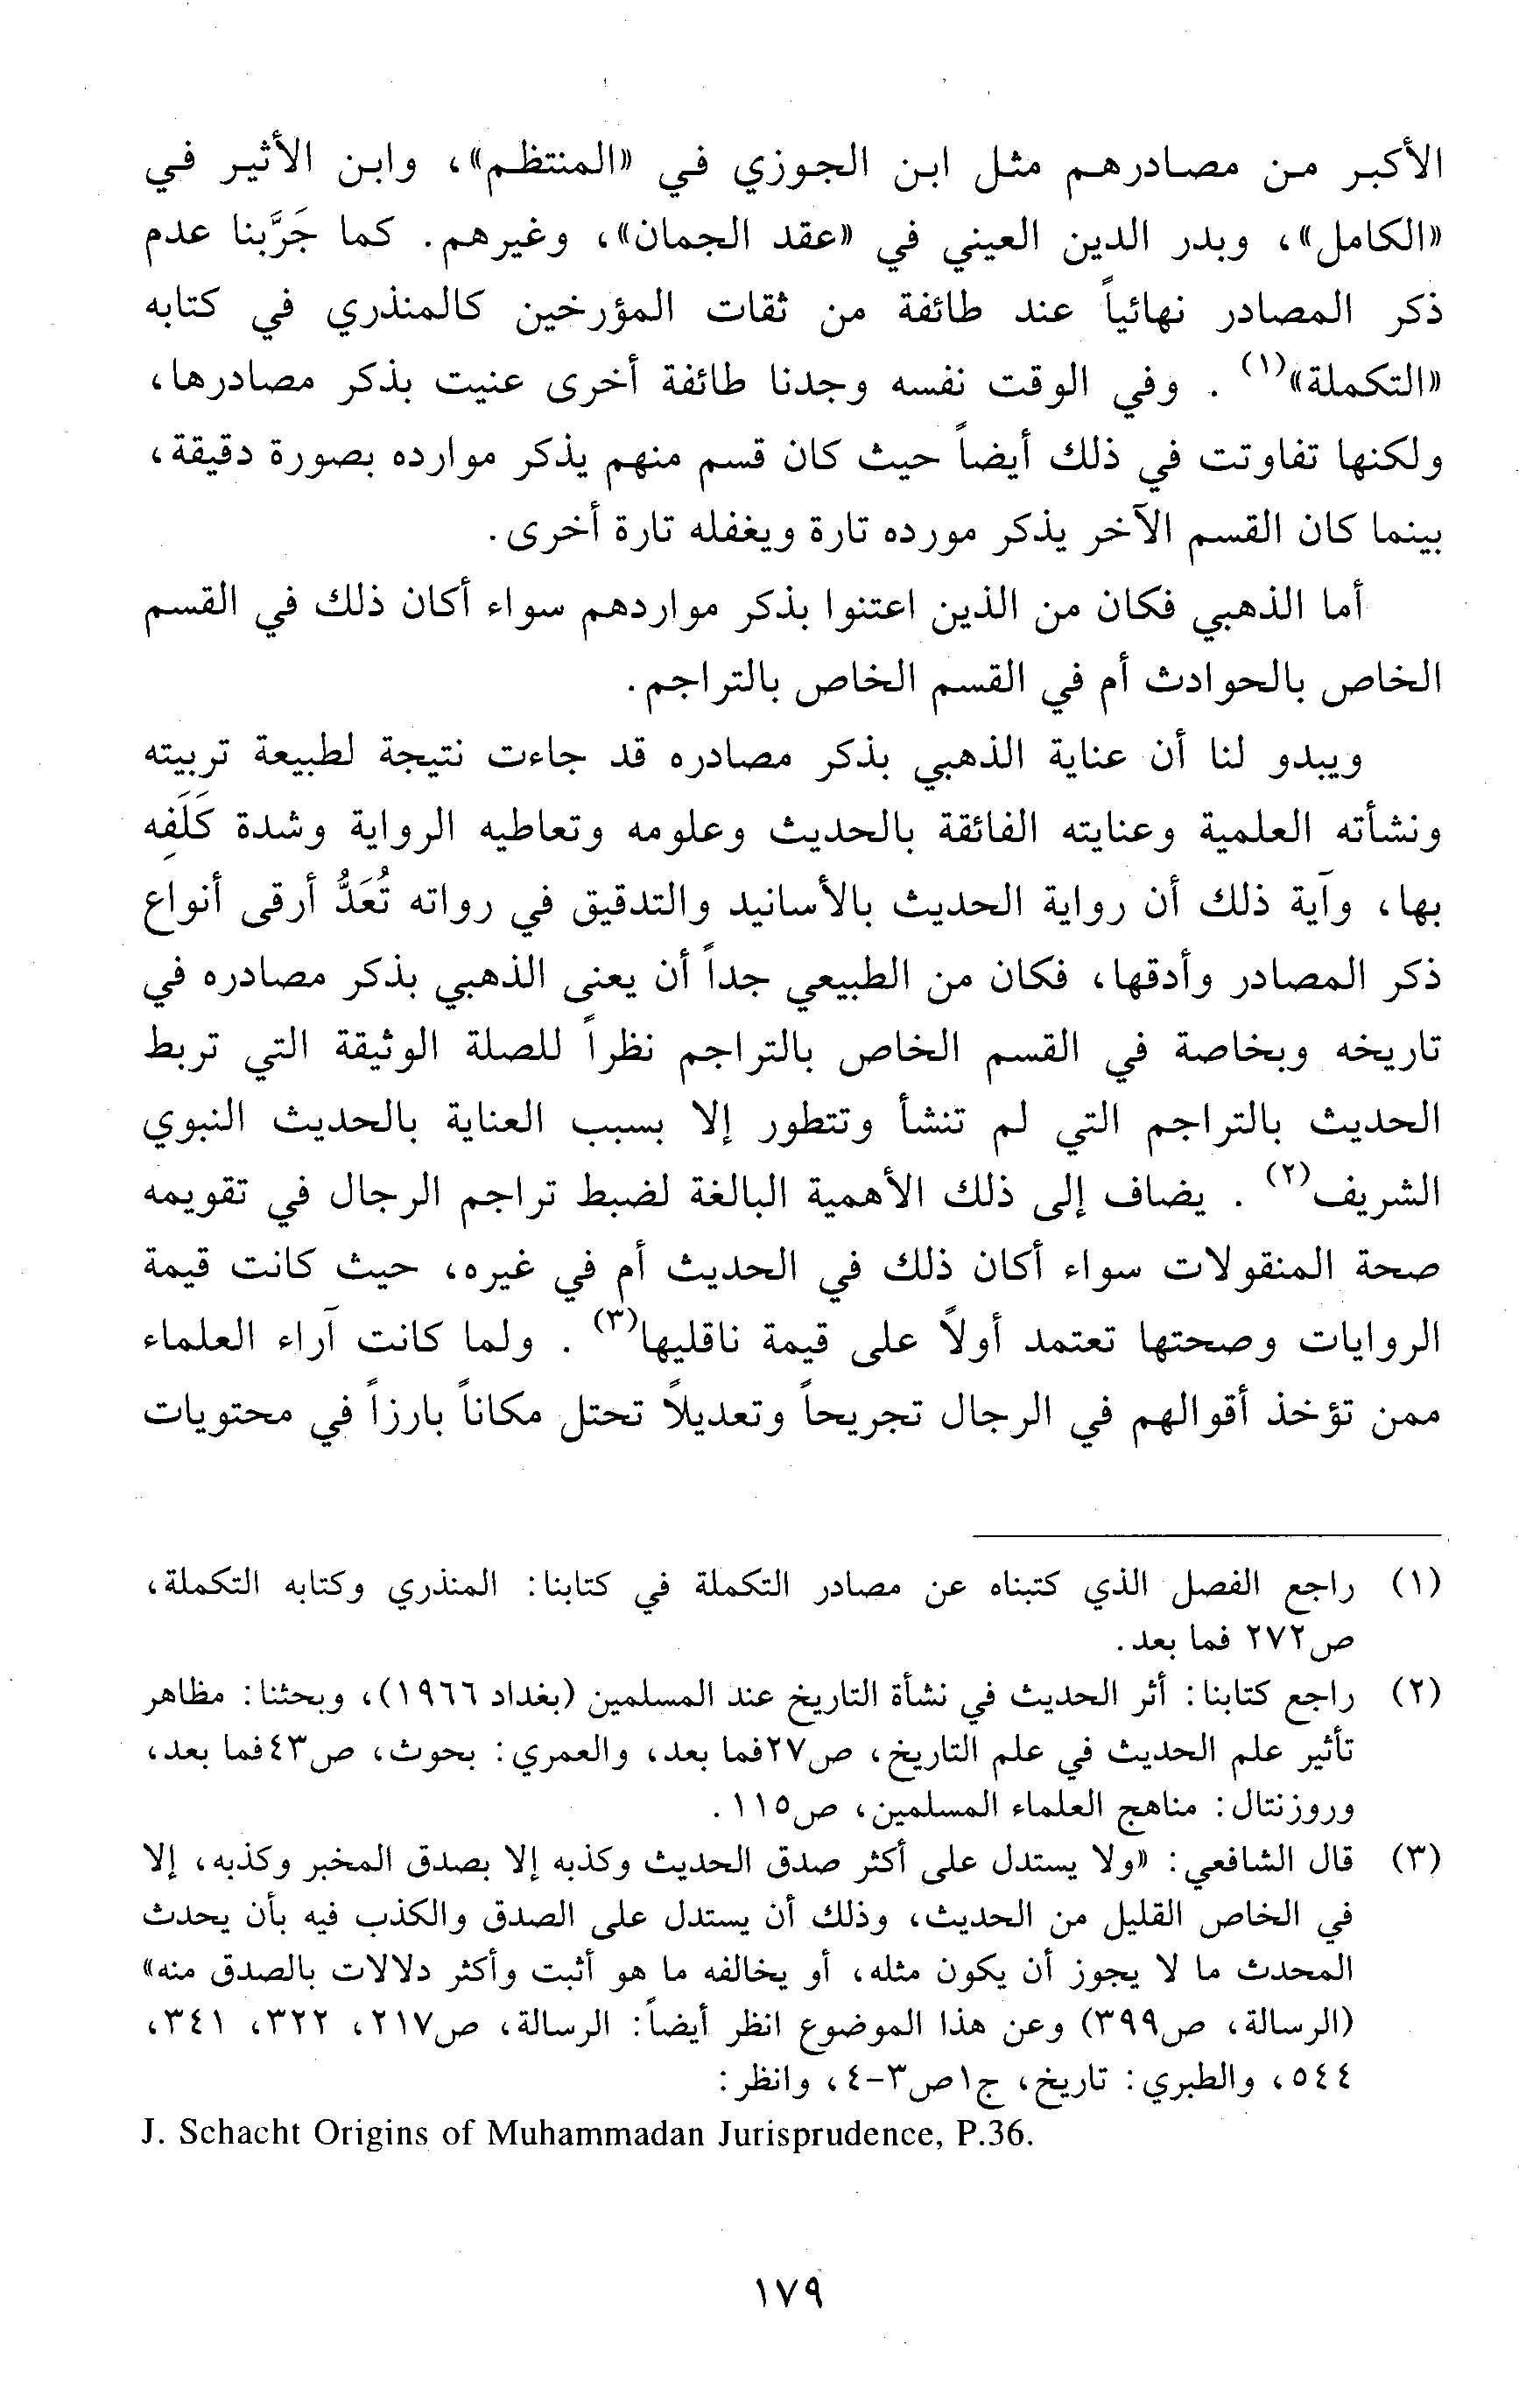 الأكبر من مصادرهم مثل ابن الجوزي في «المنتظم»، وابن الأثير في
«الكامل»، وبدر الدين العيني في «عقد الجمان»، وغيرهم. كما جَرَّبنا عدم
ذكر المصادر نهائياً عند طائفة من ثقات المؤرخين كالمنذري في كتابه
«التكملة»(١) . وفي الوقت نفسه وجدنا طائفة أخرى عنيت بذكر مصادرها،
ولكنها تفاوتت في ذلك أيضاً حيث كان قسم منهم يذكر موارده بصورة دقيقة،
بينما كان القسم الآخر يذكر مورده تارة ويغفله تارة أخرى.
أما الذهبي فكان من الذين اعتنوا بذكر مواردهم سواء أكان ذلك في القسم
الخاص بالحوادث أم في القسم الخاص بالتراجم.
ويبدو لنا أن عناية الذهبي بذكر مصادره قد جاءت نتيجة لطبيعة تربيته
ونشأته العلمية وعنايته الفائقة بالحديث وعلومه وتعاطيه الرواية وشدة كَلَفِه
بها، وآية ذلك أن رواية الحديث بالأسانيد والتدقيق في رواته تُعَدُّ أرقى أنواع
ذكر المصادر وأدقها، فكان من الطبيعي جداً أن يعنى الذهبي بذكر مصادره في
تاريخه وبخاصة في القسم الخاص بالتراجم نظراً للصلة الوثيقة التي تربط
الحديث بالتراجم التي لم تنشأ وتتطور إلا بسبب العناية بالحديث النبوي
الشريف(٢) . يضاف إلى ذلك الأهمية البالغة لضبط تراجم الرجال في تقويمه
صحة المنقولات سواء أكان ذلك في الحديث أم في غيره، حيث كانت قيمة
الروايات وصحتها تعتمد أولاً على قيمة ناقليها(٣) . ولما كانت آراء العلماء
ممن تؤخذ أقوالهم في الرجال تجريحاً وتعديلاً تحتل مكاناً بارزاً في محتويات
(١) راجع الفصل الذي كتبناه عن مصادر التكملة في كتابنا: المنذري وكتابه التكملة،
ص٢٧٢ فما بعد.
(٢) راجع كتابنا: أثر الحديث في نشأة التاريخ عند المسلمين (بغداد ١٩٦٦)، وبحثنا: مظاهر
تأثير علم الحديث في علم التاريخ، ص٢٧فما بعد، والعمري: بحوث، ص٤٣فما بعد،
وروزنتال: مناهج العلماء المسلمين، ص١١٥.
(٣) قال الشافعي: «ولا يستدل على أكثر صدق الحديث وكذبه إلا بصدق المخبر وكذبه، إلا
في الخاص القليل من الحديث، وذلك أن يستدل على الصدق والكذب فيه بأن يحدث
المحدث ما لا يجوز أن يكون مثله، أو يخالفه ما هو أثبت وأكثر دلالات بالصدق منه»
(الرسالة، ص٣٩٩) وعن هذا الموضوع انظر أيضاً: الرسالة، ص٢١٧، ٣٢٢، ٣٤١،
٥٤٤، والطبري: تاريخ، ج١ص٣-٤، وانظر:
J. Schacht Origins of Muhammadan Jurisprudence, P.36.
١٧٩